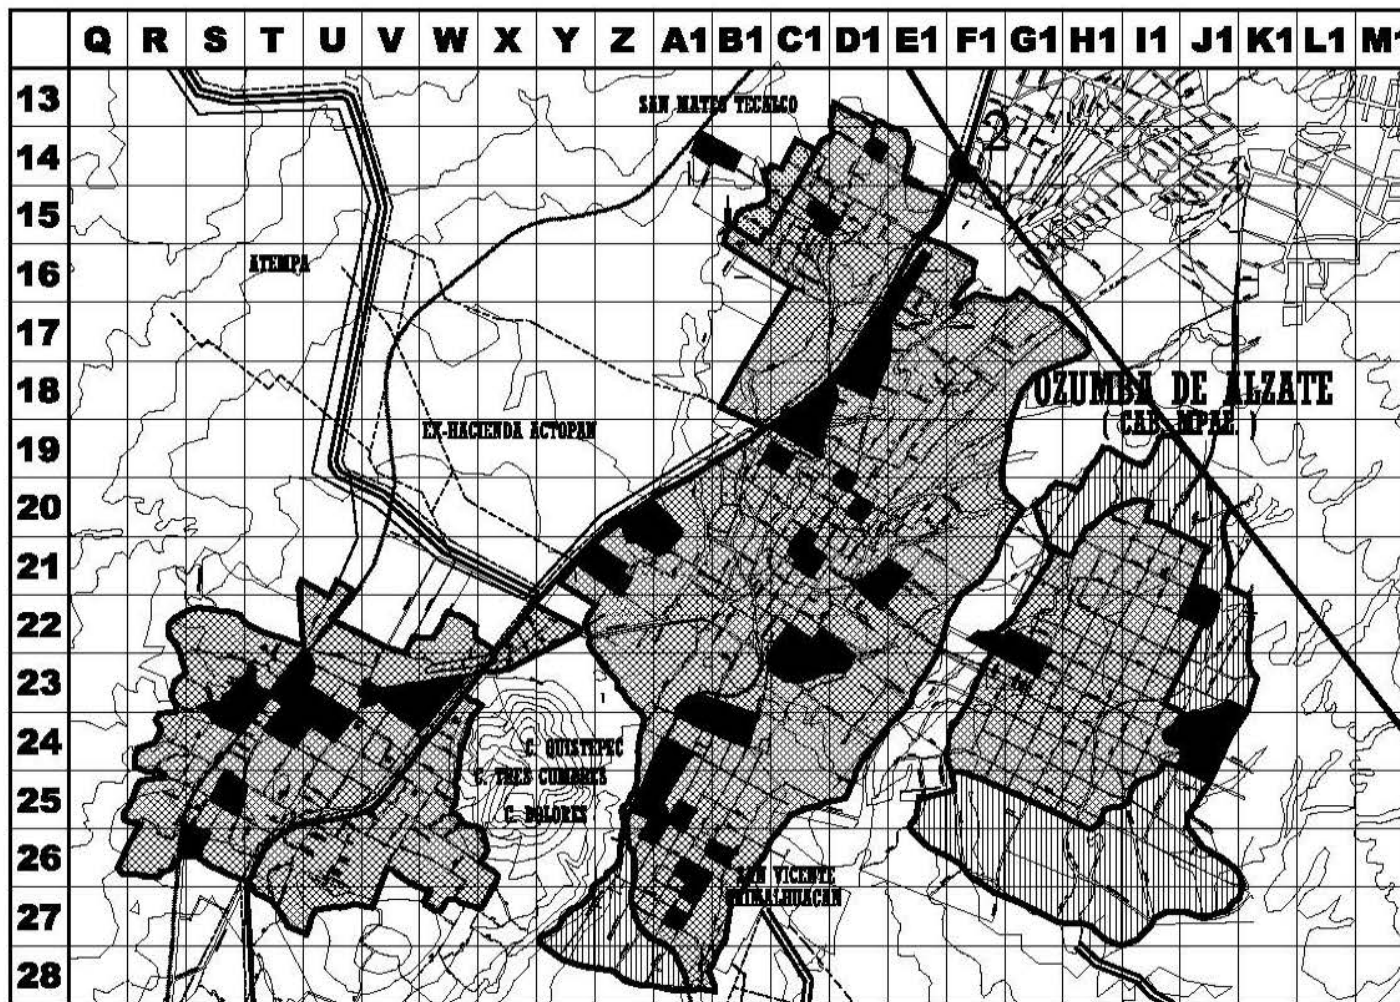 Q R S T U V W X Y Z A1 B1 C1 D1 E1 F1 G1 H1 I1 J1 K1 L1 M1
13
SAN MATEO TECALCO
14
2
15
16
ATEMPA
17
18
OZUMBA DE ALZATE
( CAB. MPAL. )
19
EX-HACIENDA ACTOPAN
20
21
22
23
24
C. QUISTEPEC
C. TRES CUMBRES
25
C. DOLORES
26
SAN VICENTE
CHIMALHUACAN
27
28